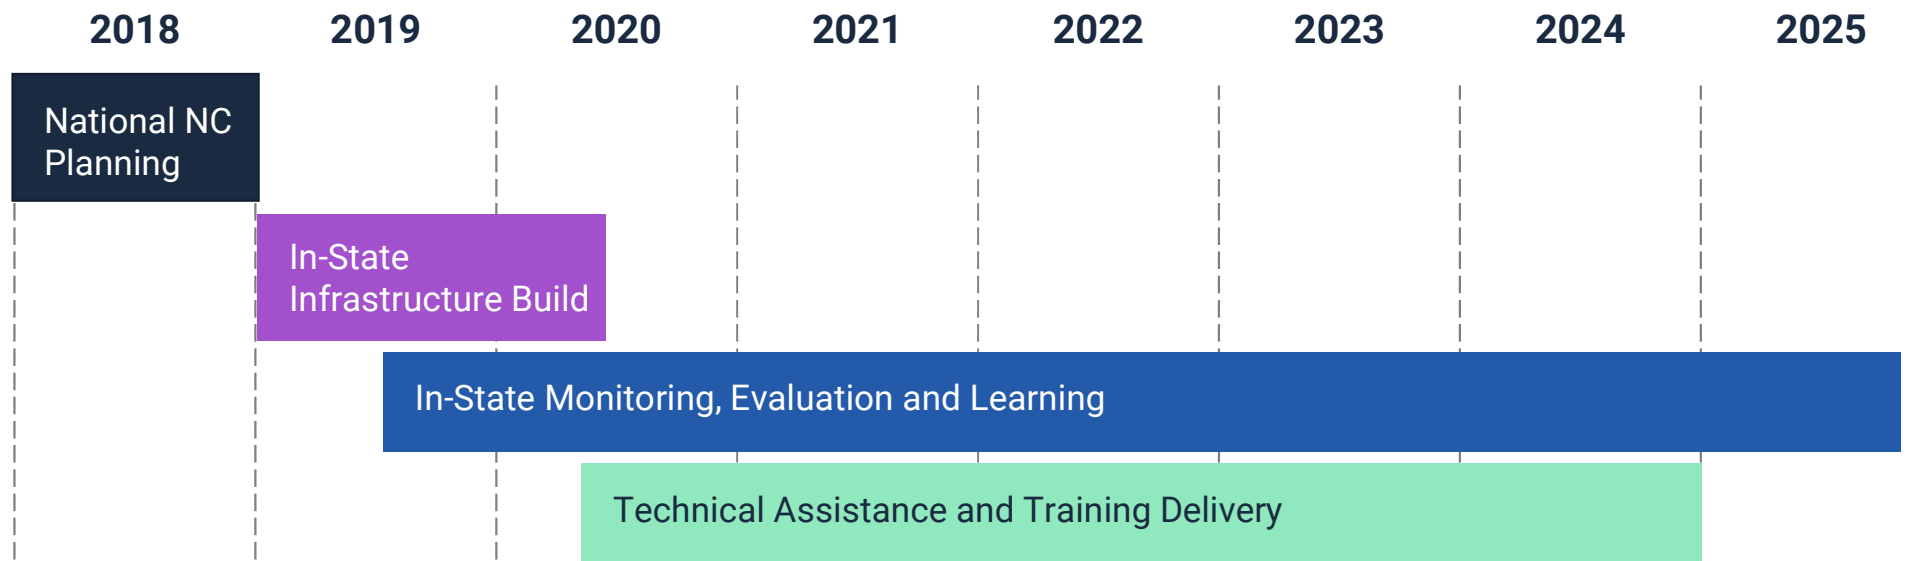 2018 2019 2020 2021 2022 2023 2024 2025
National NC
Planning
In-State
Infrastructure Build
In-State Monitoring, Evaluation and Learning
Technical Assistance and Training Delivery